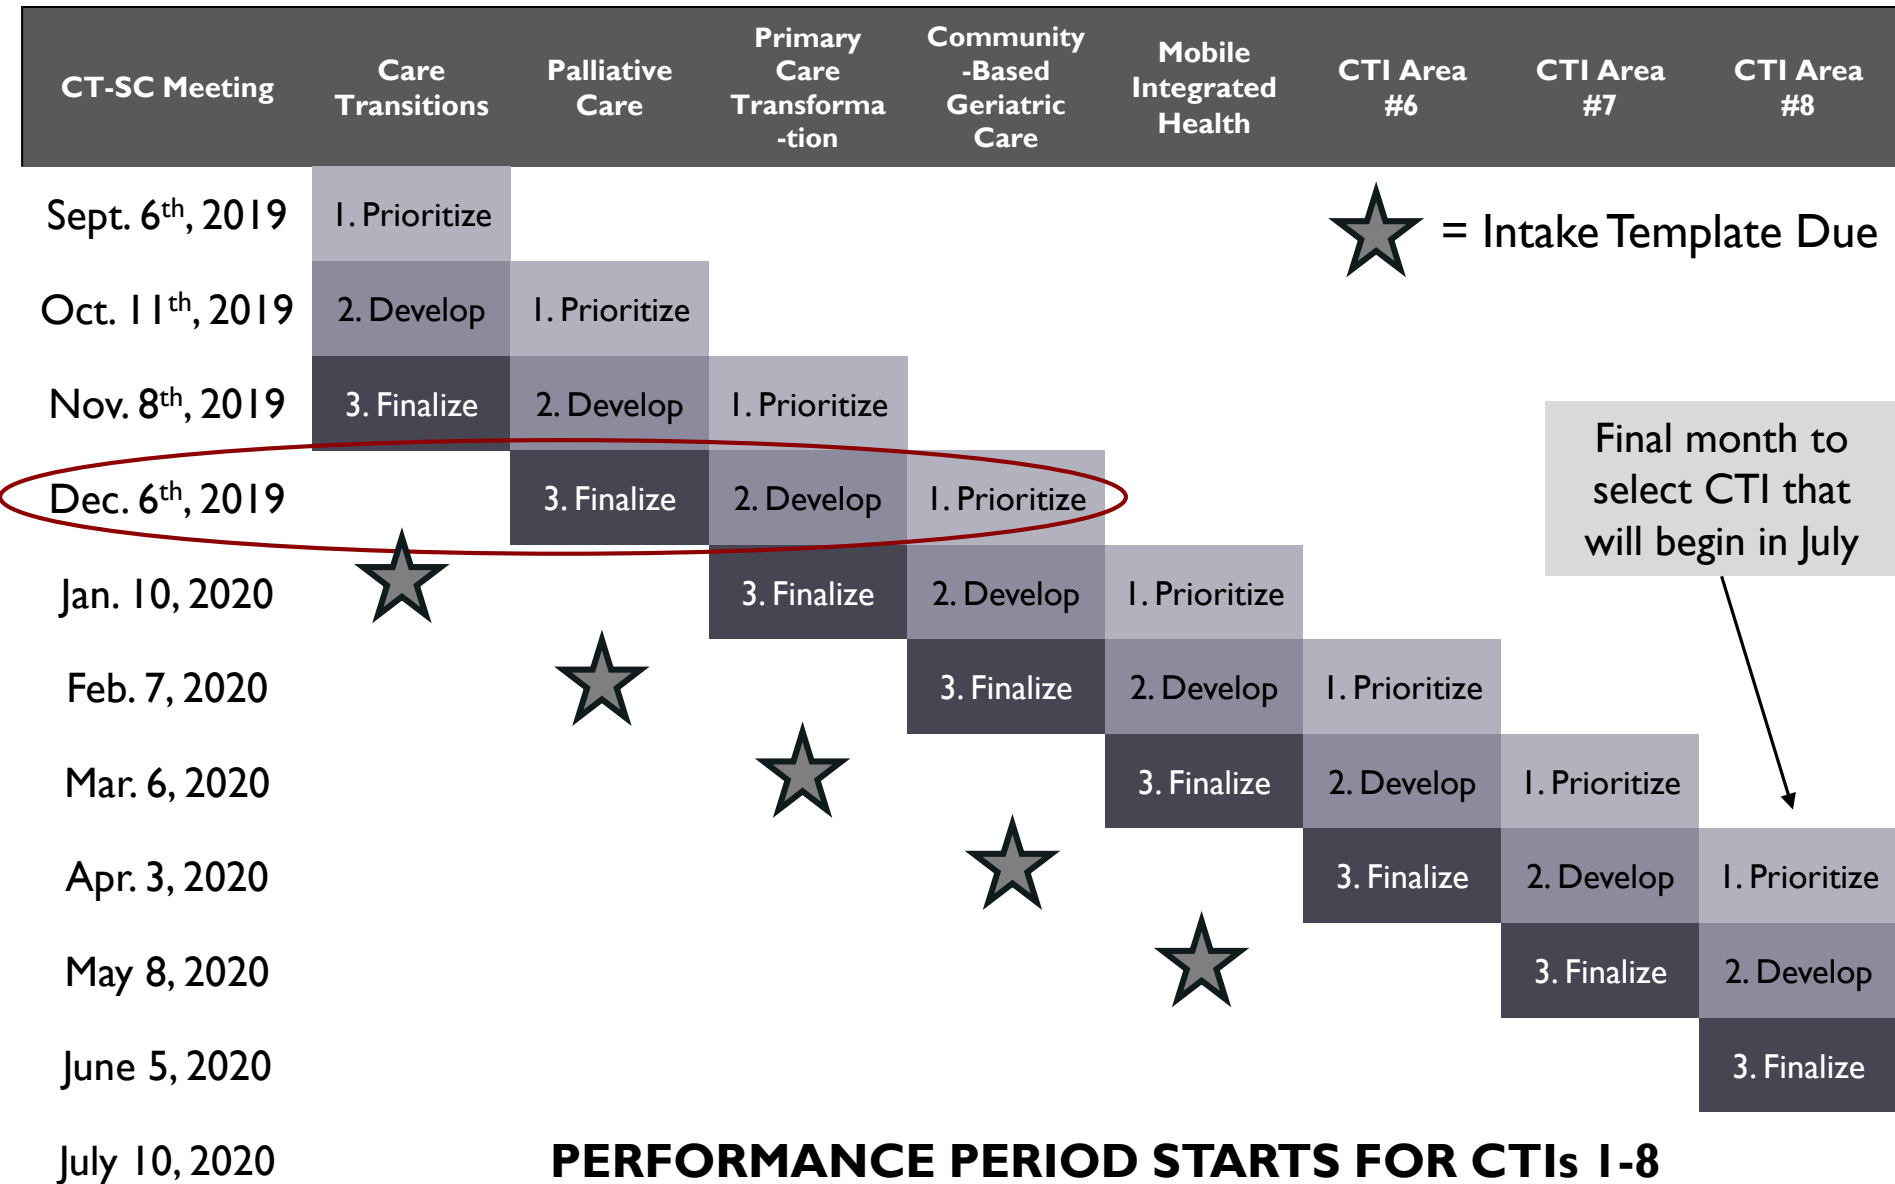 CT-SC Meeting
Care
Transitions
Palliative
Care
Primary
Care
Transforma
-tion
Community
-Based
Geriatric
Care
Mobile
Integrated
Health
CTI Area
#6
CTI Area
#7
CTI Area
#8
Sept. 6th, 2019
1. Prioritize
= Intake Template Due
Oct. 11th, 2019
2. Develop
1. Prioritize
Nov. 8th, 2019
3. Finalize
2. Develop
1. Prioritize
Final month to
select CTI that
will begin in July
Dec. 6th, 2019
3. Finalize
2. Develop
1. Prioritize
Jan. 10, 2020
3. Finalize
2. Develop
1. Prioritize
Feb. 7, 2020
3. Finalize
2. Develop
1. Prioritize
Mar. 6, 2020
3. Finalize
2. Develop
1. Prioritize
Apr. 3, 2020
3. Finalize
2. Develop
1. Prioritize
May 8, 2020
3. Finalize
2. Develop
June 5, 2020
3. Finalize
July 10, 2020
PERFORMANCE PERIOD STARTS FOR CTIs 1-8